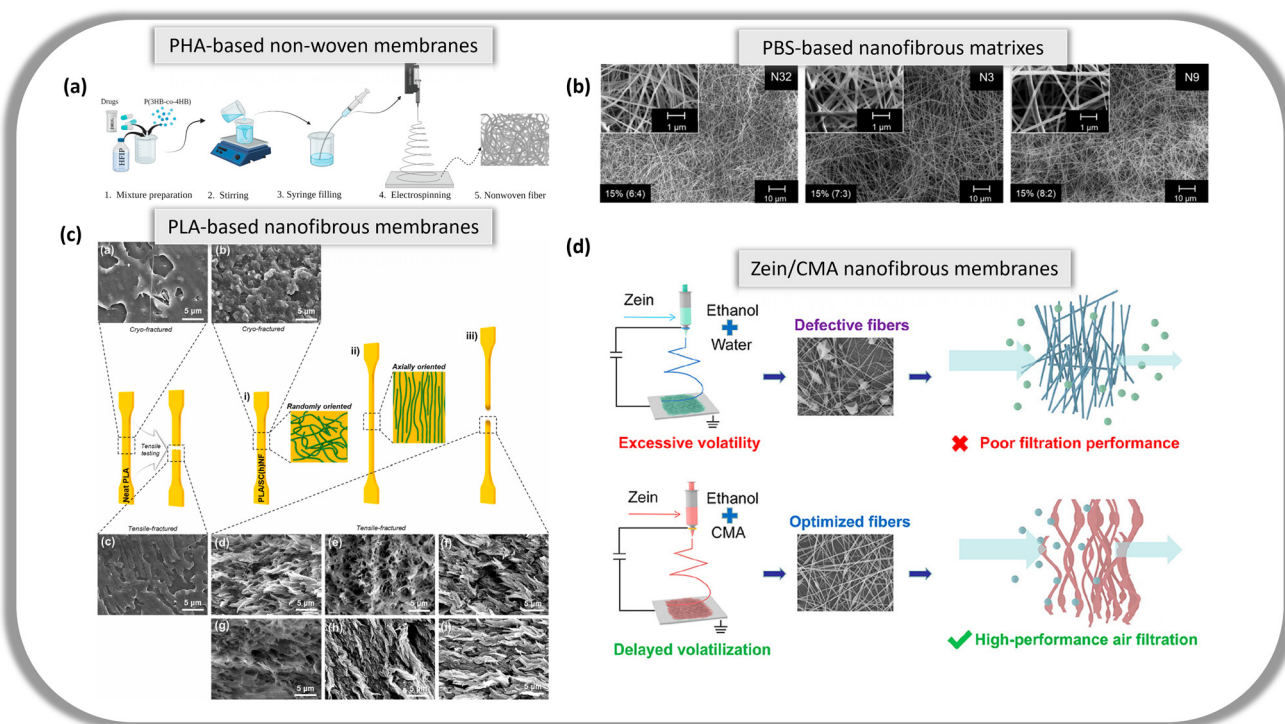 PHA-based non-woven membranes
(a)
Drugs
P(3HB-co-4HB)
HFIP
1. Mixture preparation
2. Stirring
3. Syringe filling
4. Electrospinning
5. Nonwoven fiber
PBS-based nanofibrous matrixes
(b)
N32
1 µm
15% (6:4)
10 µm
N3
1 µm
15% (7:3)
10 µm
N9
1 µm
15% (8:2)
10 µm
PLA-based nanofibrous membranes
(c)
(a)
5 µm
(b)
5 µm
Cryo-fractured
Cryo-fractured
i)
ii)
iii)
Axially oriented
Randomly oriented
Tensile
testing
Neat PLA
PLA/SC(h)NF
Tensile-fractured
Tensile-fractured
(c)
5 µm
(d)
5 µm
(e)
5 µm
(f)
5 µm
(g)
5 µm
(h)
5 µm
5 µm
(d)
Zein/CMA nanofibrous membranes
Zein
Ethanol
Water
Defective fibers
Excessive volatility
Poor filtration performance
Zein
Ethanol
CMA
Optimized fibers
Delayed volatilization
High-performance air filtration